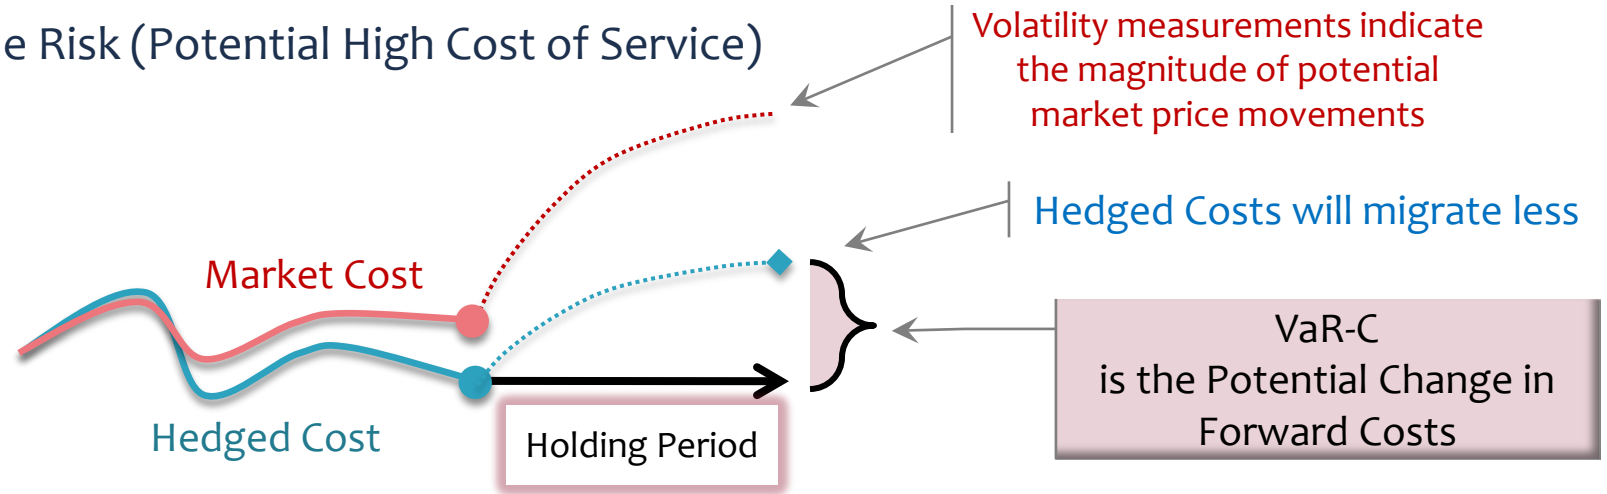 e Risk (Potential High Cost of Service)
Volatility measurements indicate
the magnitude of potential
market price movements
Hedged Costs will migrate less
Market Cost
VaR-C
is the Potential Change in
Forward Costs
Hedged Cost
Holding Period